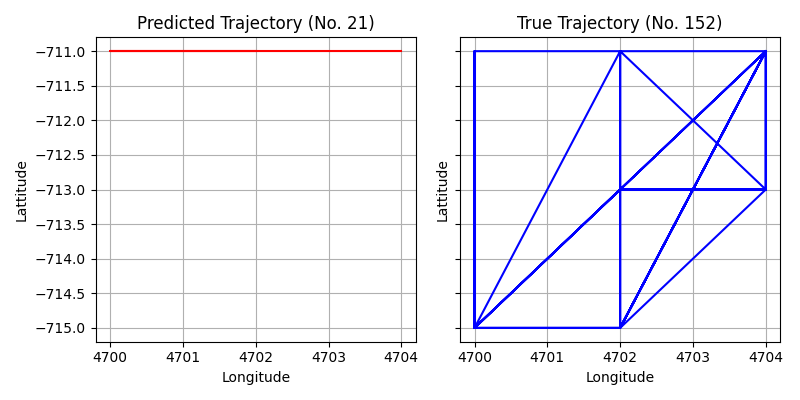 Predicted Trajectory (No. 21)
True Trajectory (No. 152)
−711.0
−711.5
−712.0
−712.5
−713.0
−713.5
−714.0
−714.5
−715.0
Lattitude
Lattitude
4700 4701 4702 4703 4704
4700 4701 4702 4703 4704
Longitude
Longitude